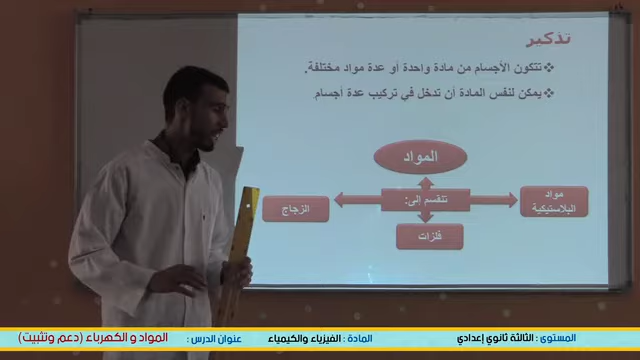 تذكير
❖ تتكون الأجسام من مادة واحدة أو عدة مواد مختلفة.
❖ يمكن لنفس المادة أن تدخل في تركيب عدة أجسام
المواد
تنقسم إلى:
مواد
البلاستيكية
الزجاج
فلزات
المستوى : الثالثة ثانوي إعدادي
المادة : الفيزياء والكيمياء
عنوان الدرس : المواد و الكهرباء (دعم وتثبيت)